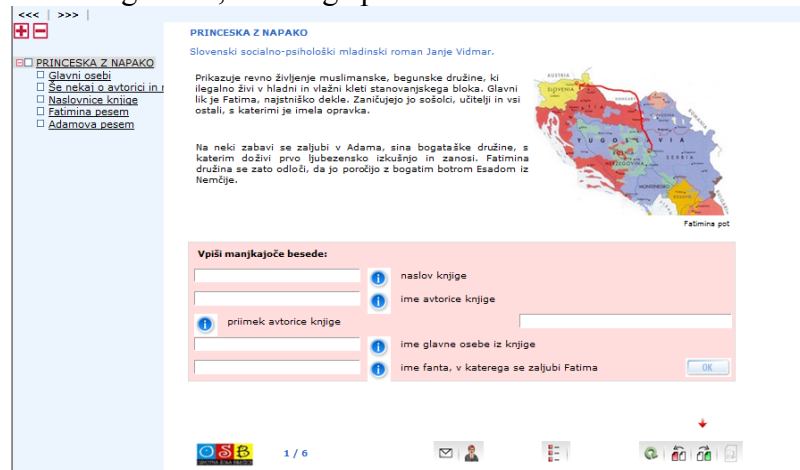 <<< | >>> |
PRINCESKA Z NAPAKO
Glavni osebi
Še nekaj o avtorici in
Naslovnice knjige
Fatimina pesem
Adamova pesem
PRINCESKA Z NAPAKO
Slovenski socialno-psihološki mladinski roman Janje Vidmar.
Prikazuje revno življenje muslimanske, begunske družine, ki
ilegalno živi v hladni in vlažni kleti stanovanjskega bloka. Glavni
lik je Fatima, najstniško dekle. Zaničujejo jo sošolci, učitelji in vsi
ostali, s katerimi je imela opravka.
Na neki zabavi se zaljubi v Adama, sina bogataške družine, s
katerim doživi prvo ljubezensko izkušnjo in zanosi. Fatimina
družina se zato odloči, da jo poročijo z bogatim botrom Esadom iz
Nemčije.
AUSTRIA
SLOVENIA
HUNGARY
ROMANIA
YUGOSLAVIA
SERBIA
MONTENEGRO
Fatimina pot
Vpiši manjkajoče besede:
naslov knjige
ime avtorice knjige
priimek avtorice knjige
ime glavne osebe iz knjige
ime fanta, v katerega se zaljubi Fatima
OK
OSB
1 / 6